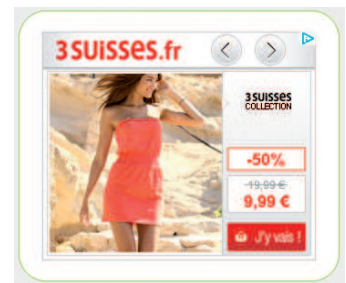 3SUISSES.fr
3SUISSES
COLLECTION
-50%
19,99 €
9,99 €
J'y vais !